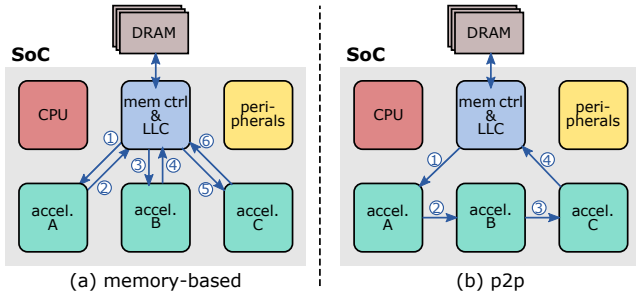 DRAM
SoC
CPU
mem ctrl
&
LLC
peri-
pherals
① ② ③ ④ ⑤ ⑥
accel.
A
accel.
B
accel.
C
(a) memory-based
DRAM
SoC
mem ctrl
&
LLC
CPU
peri-
pherals
① ② ③ ④
accel.
A
accel.
B
accel.
C
(b) p2p